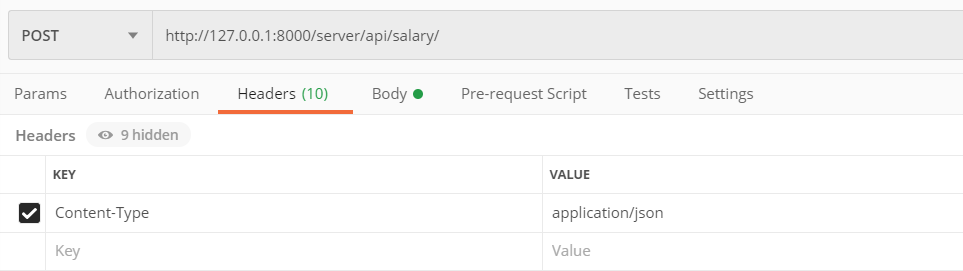 POST http://127.0.0.1:8000/server/api/salary/
Params Authorization Headers (10) Body Pre-request Script Tests Settings
Headers 9 hidden
KEY VALUE
Content-Type application/json
Key Value